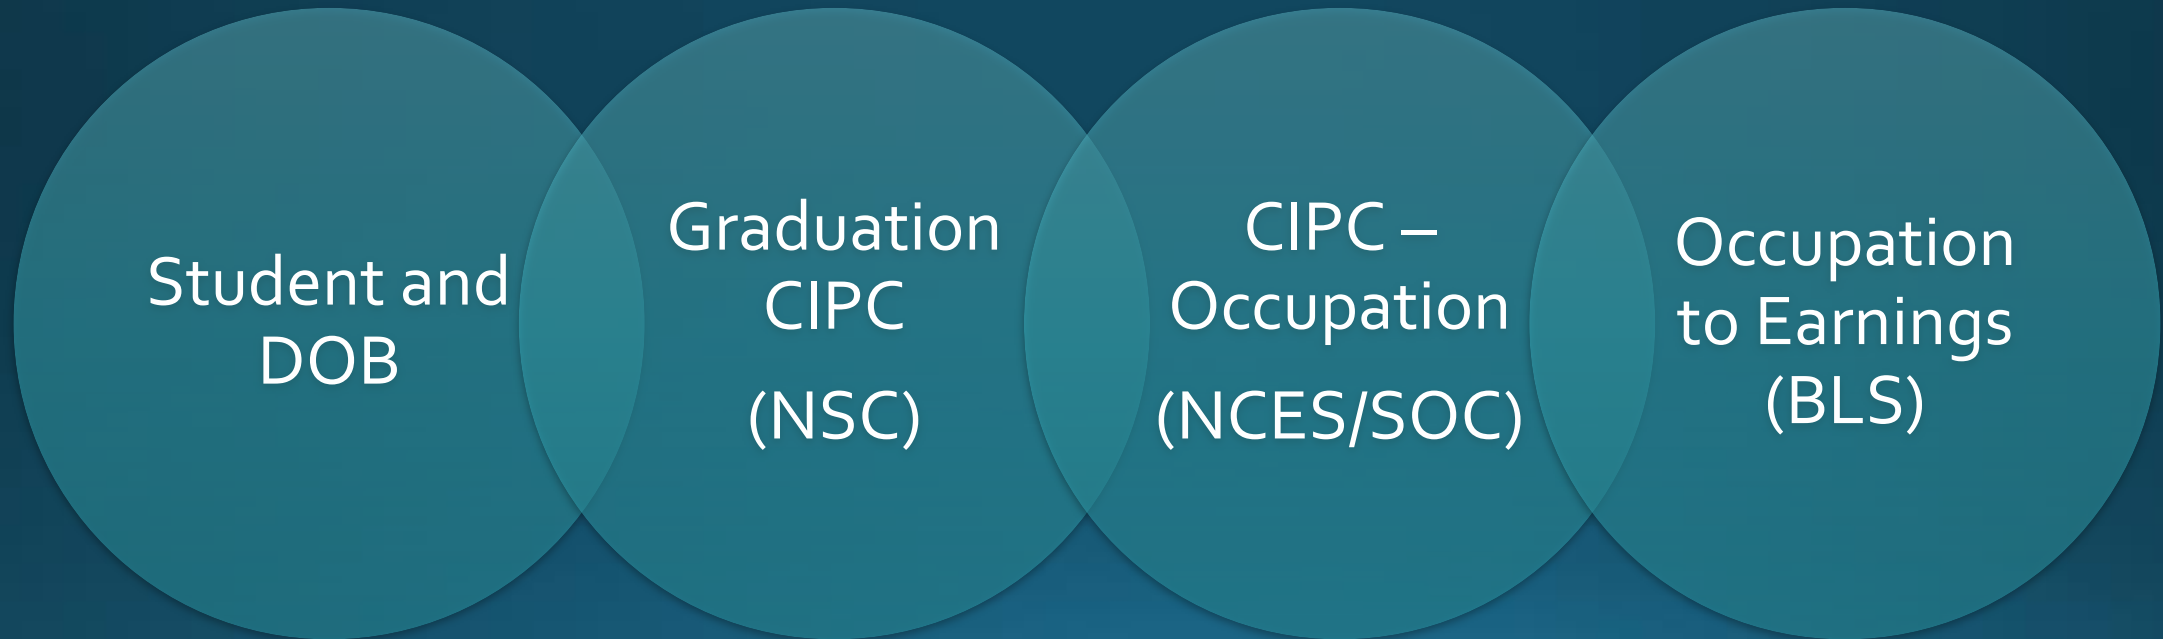 Student and
DOB
Graduation
CIPC
(NSC)
CIPC –
Occupation
(NCES/SOC)
Occupation
to Earnings
(BLS)